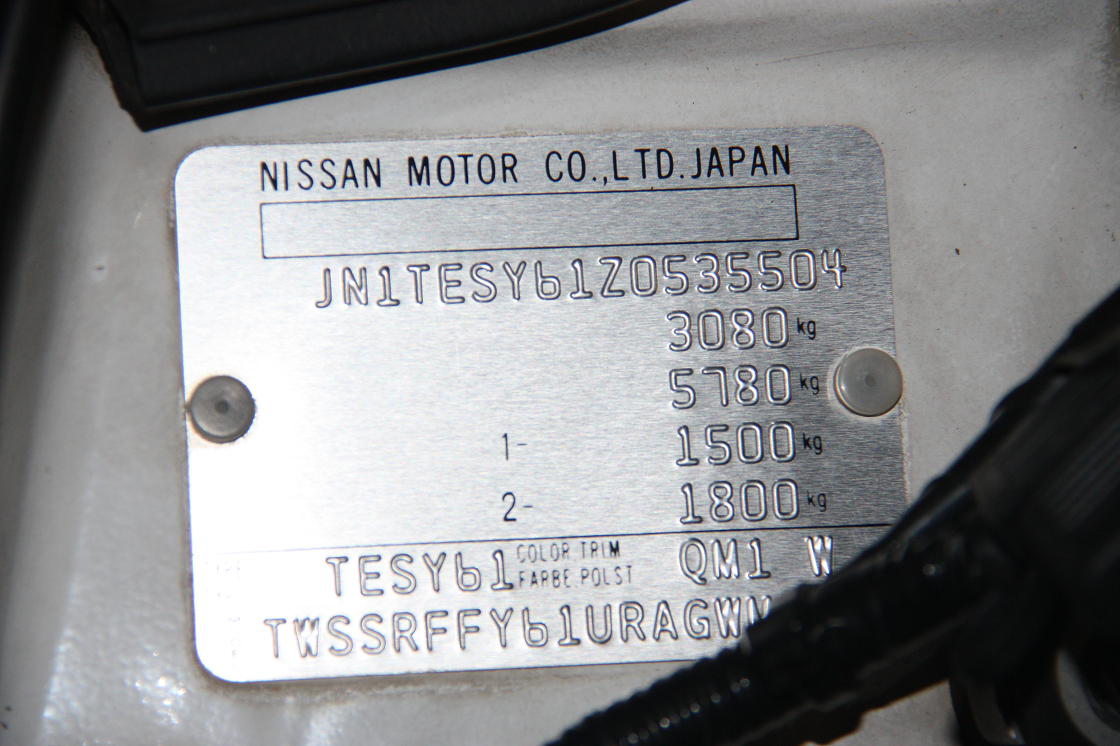 NISSAN MOTOR CO.,LTD.JAPAN
JN1TESY61Z0535504
3080 kg
5780 kg
1- 1500 kg
2- 1800 kg
TESY61 COLOR TRIM QM1 W
FARBE POLST
TWSSRFFY61URAGW